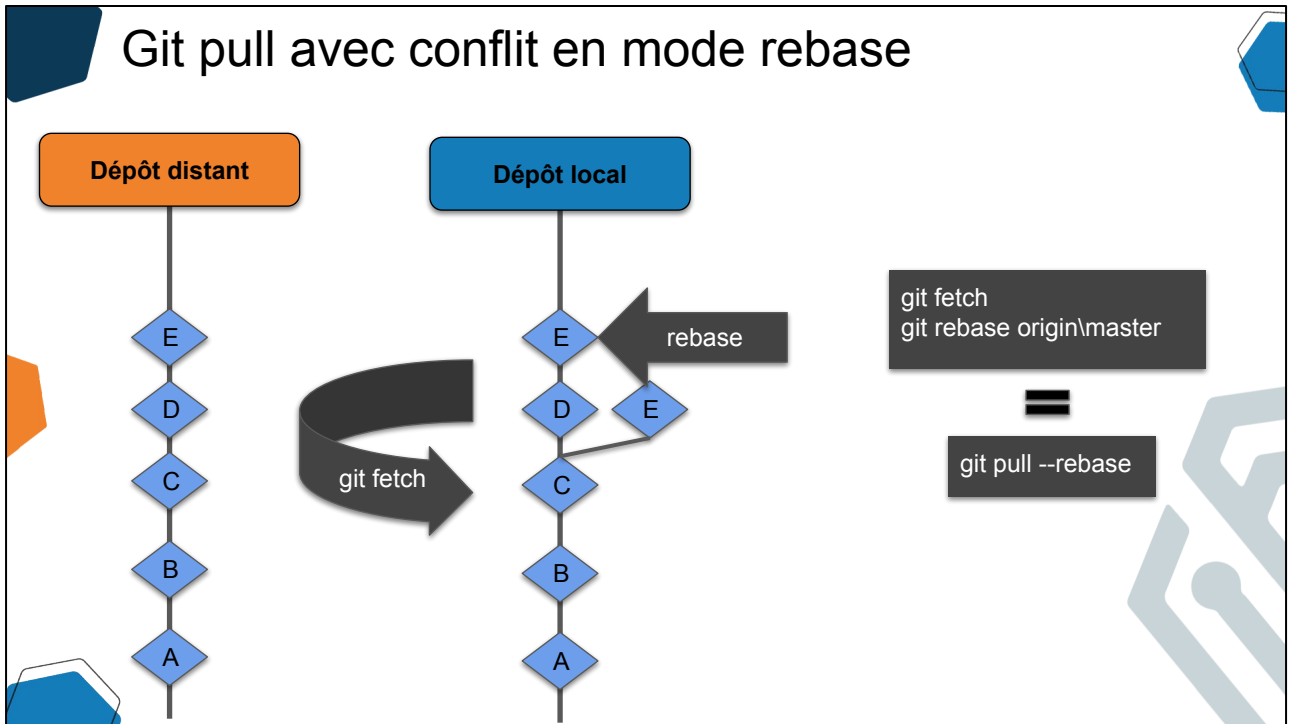 Git pull avec conflit en mode rebase
Dépôt distant
E
D
C
B
A
git fetch
Dépôt local
E
D
E
C
B
A
rebase
git fetch
git rebase origin\master
=
git pull --rebase